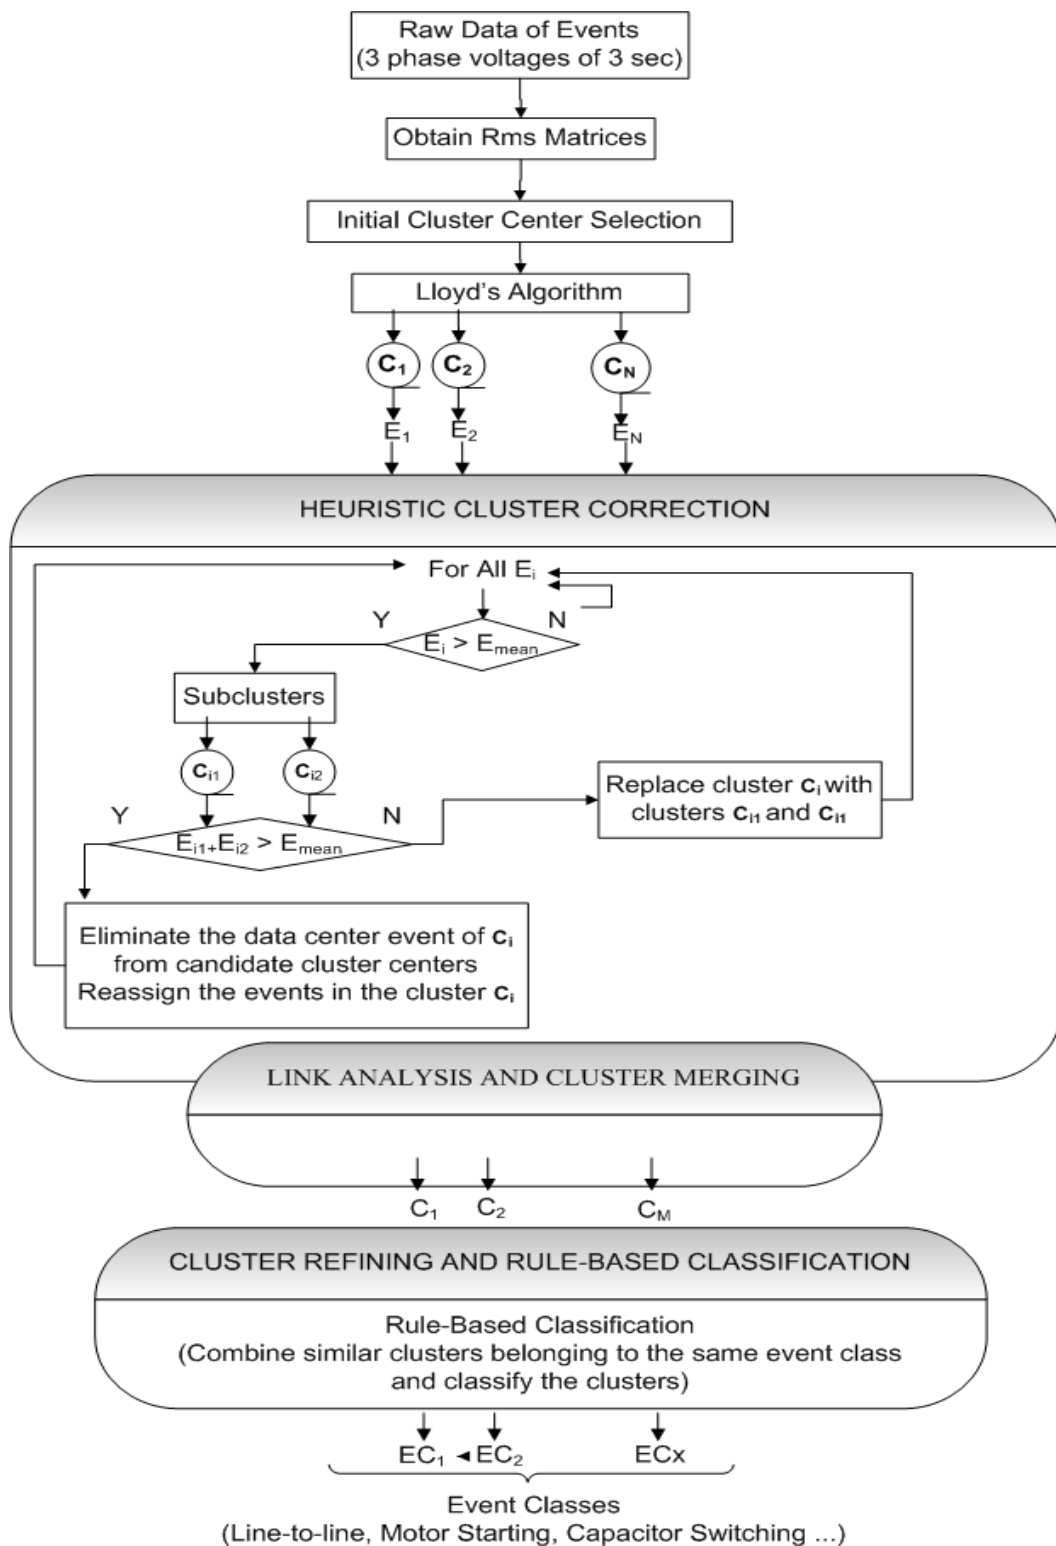 Raw Data of Events
(3 phase voltages of 3 sec)
Obtain Rms Matrices
Initial Cluster Center Selection
Lloyd's Algorithm
C1 C2 CN
E1 E2 EN
HEURISTIC CLUSTER CORRECTION
For All Ei
Y N
Ei > Emean
Subclusters
Ci1 Ci2
Replace cluster Ci with
clusters Ci1 and Ci1
Y N
Ei1+Ei2 > Emean
Eliminate the data center event of Ci
from candidate cluster centers
Reassign the events in the cluster Ci
LINK ANALYSIS AND CLUSTER MERGING
C1 C2 CM
CLUSTER REFINING AND RULE-BASED CLASSIFICATION
Rule-Based Classification
(Combine similar clusters belonging to the same event class
and classify the clusters)
EC1 EC2 ECx
Event Classes
(Line-to-line, Motor Starting, Capacitor Switching ...)